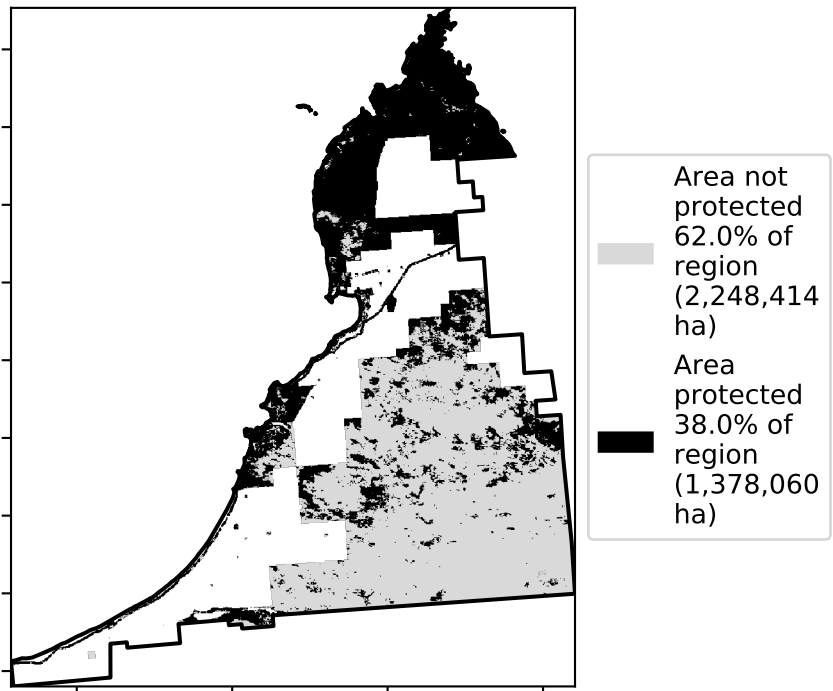 Area not
protected
62.0% of
region
(2,248,414
ha)
Area
protected
38.0% of
region
(1,378,060
ha)